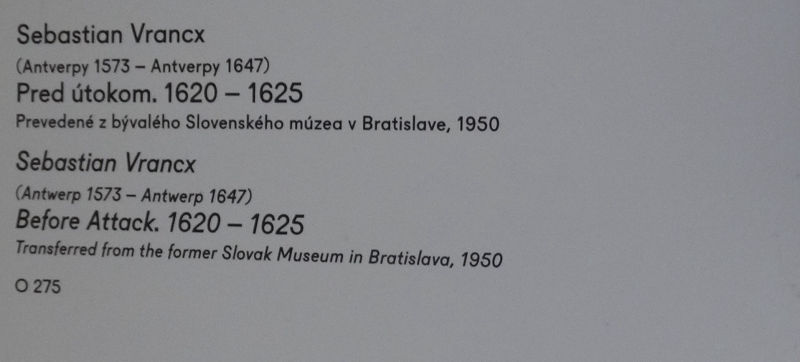 Sebastian Vrancx
(Antverpy 1573 – Antverpy 1647)
Pred útokom. 1620 – 1625
Prevedené z bývalého Slovenského múzea v Bratislave, 1950
Sebastian Vrancx
(Antwerp 1573 – Antwerp 1647)
Before Attack. 1620 – 1625
Transferred from the former Slovak Museum in Bratislava, 1950
O 275